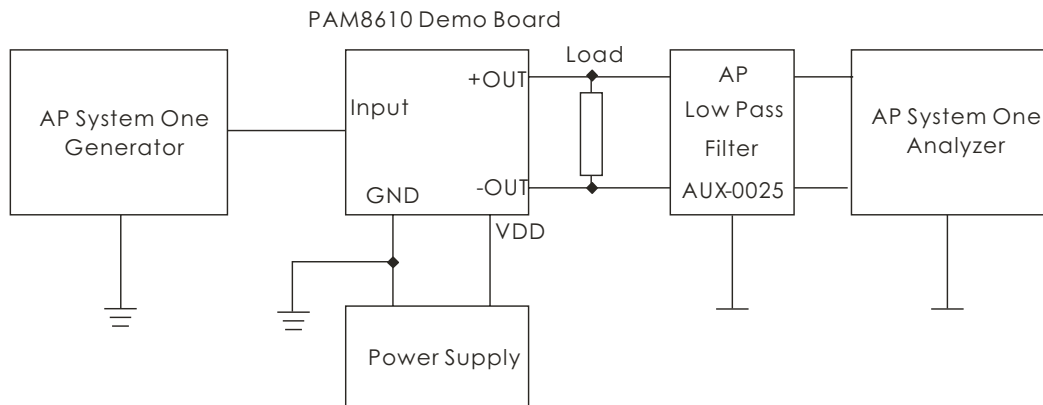 PAM8610 Demo Board
AP System One
Generator
Input
+OUT
-OUT
GND
VDD
Load
AP
Low Pass
Filter
AUX-0025
AP System One
Analyzer
Power Supply